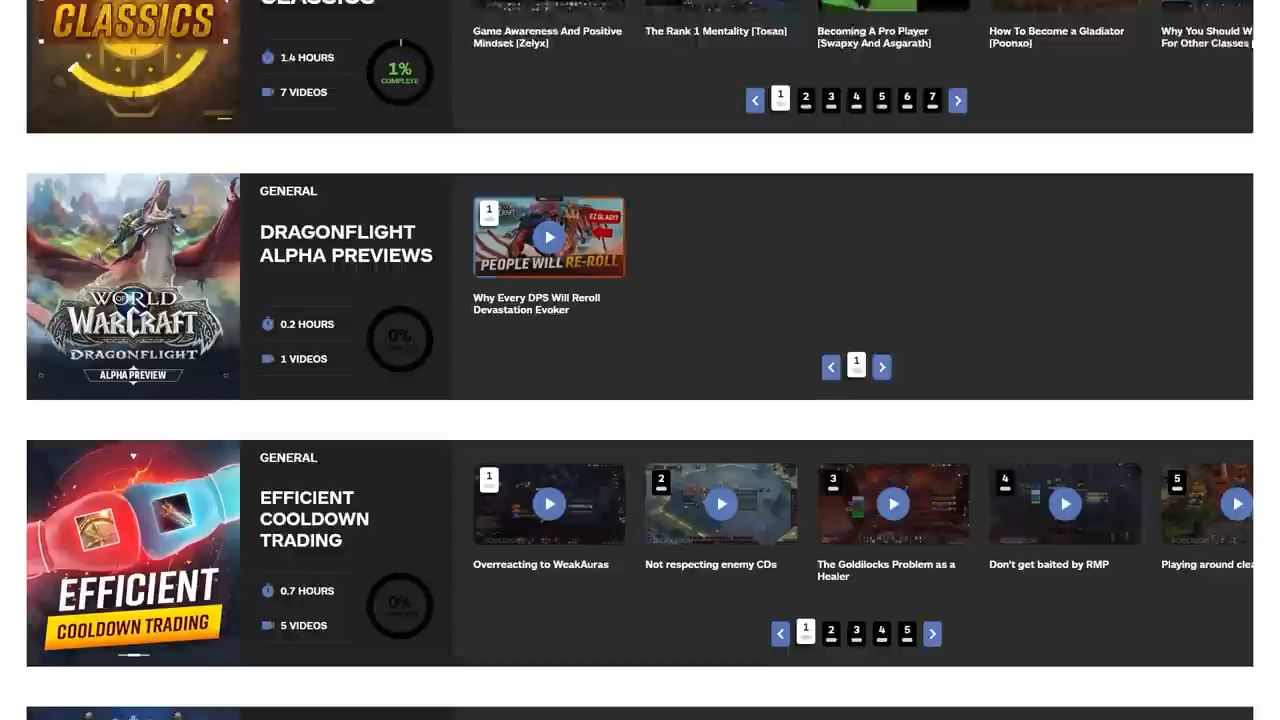 CLASSICS
CLASSICS
1.4 HOURS
7 VIDEOS
1%
COMPLETE
Game Awareness And Positive
Mindset [Zelyx]
The Rank 1 Mentality [Tosan]
Becoming A Pro Player
[Swapxy And Asgarath]
How To Become a Gladiator
[Poonxo]
Why You Should W
For Other Classes
1
2
3
4
5
6
7
WORLD
OF
WARCRAFT
DRAGONFLIGHT
ALPHA PREVIEW
GENERAL
DRAGONFLIGHT
ALPHA PREVIEWS
0.2 HOURS
1 VIDEOS
0%
1
EZ GLAD!?
PEOPLE WILL RE-ROLL
Why Every DPS Will Reroll
Devastation Evoker
1
EFFICIENT
COOLDOWN TRADING
GENERAL
EFFICIENT
COOLDOWN
TRADING
0.7 HOURS
5 VIDEOS
0%
1
2
3
4
5
Overreacting to WeakAuras
Not respecting enemy CDs
The Goldilocks Problem as a
Healer
Don't get baited by RMP
Playing around clea
1
2
3
4
5